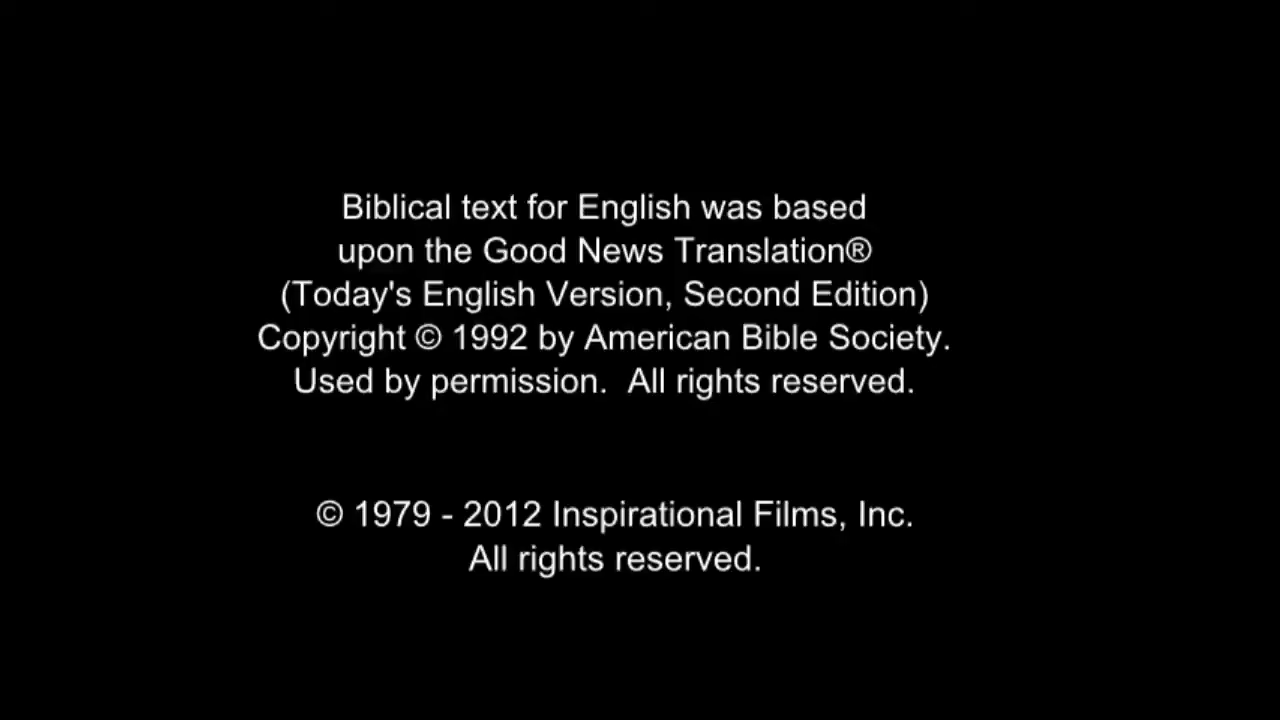 Biblical text for English was based
upon the Good News Translation®
(Today's English Version, Second Edition)
Copyright © 1992 by American Bible Society.
Used by permission.  All rights reserved.
© 1979 - 2012 Inspirational Films, Inc.
All rights reserved.